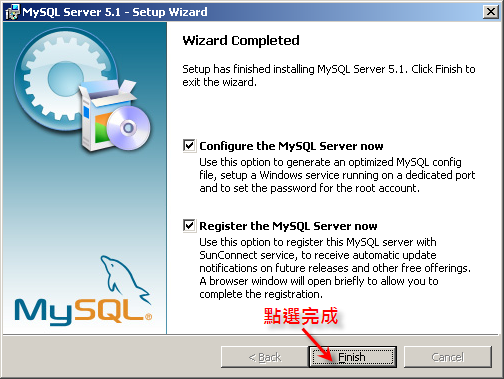 MySQL Server 5.1 - Setup Wizard
Wizard Completed
Setup has finished installing MySQL Server 5.1. Click Finish to
exit the wizard.
Configure the MySQL Server now
Use this option to generate an optimized MySQL config
file, setup a Windows service running on a dedicated port
and to set the password for the root account.
Register the MySQL Server now
Use this option to register this MySQL server with
SunConnect service, to receive automatic update
notifications on future releases and other free offerings.
A browser window will open briefly to allow you to
complete the registration.
MySQL®
點選完成
< Back
Finish
Cancel